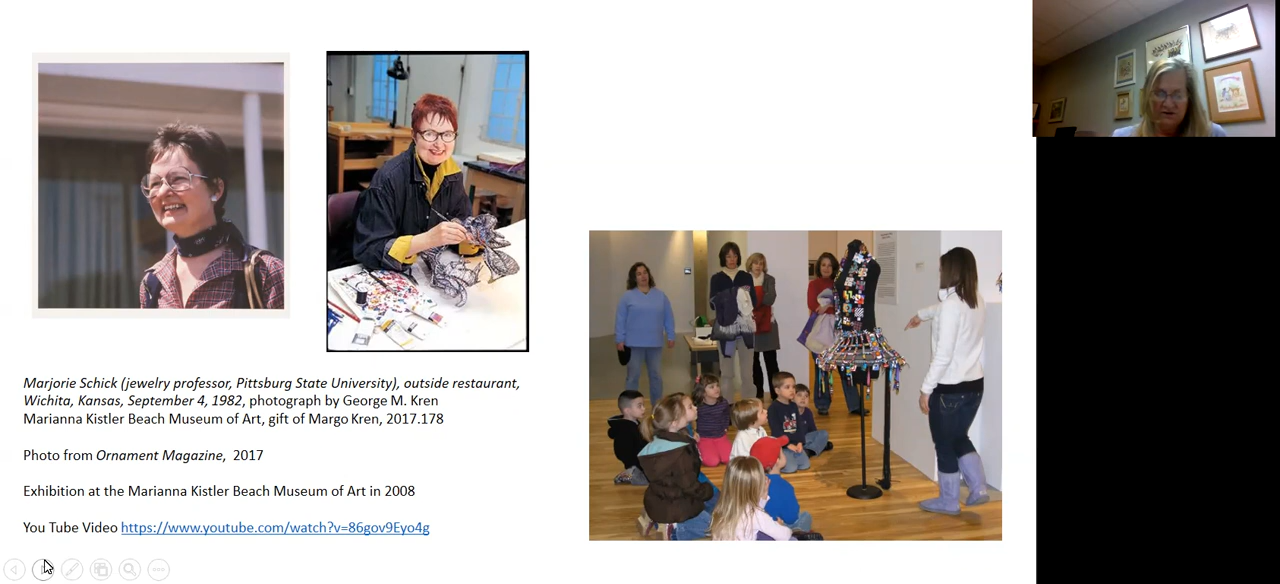 Marjorie Schick (jewelry professor, Pittsburg State University), outside restaurant,
Wichita, Kansas, September 4, 1982, photograph by George M. Kren
Marianna Kistler Beach Museum of Art, gift of Margo Kren, 2017.178
Photo from Ornament Magazine, 2017
Exhibition at the Marianna Kistler Beach Museum of Art in 2008
You Tube Video https://www.youtube.com/watch?v=86gov9Eyo4g